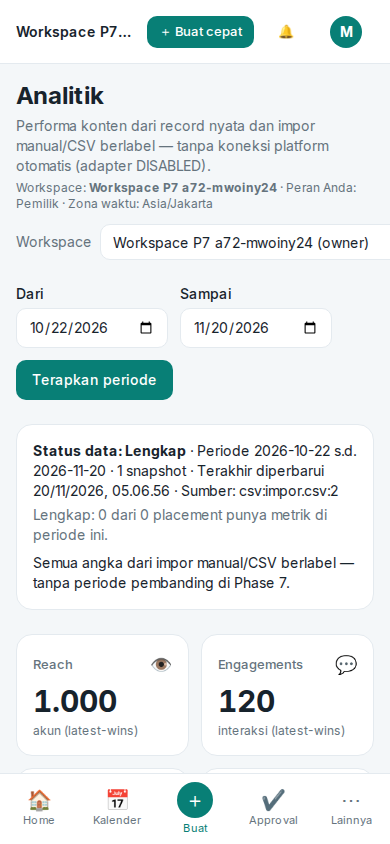 Workspace P7...
+ Buat cepat
M
Analitik
Performa konten dari record nyata dan impor
manual/CSV berlabel — tanpa koneksi platform
otomatis (adapter DISABLED).
Workspace: Workspace P7 a72-mwoiny24 · Peran Anda:
Pemilik · Zona waktu: Asia/Jakarta
Workspace
Workspace P7 a72-mwoiny24 (owner)
Dari
Sampai
10/22/2026
11/20/2026
Terapkan periode
Status data: Lengkap · Periode 2026-10-22 s.d.
2026-11-20 · 1 snapshot · Terakhir diperbarui
20/11/2026, 05.06.56 · Sumber: csv:impor.csv:2
Lengkap: 0 dari 0 placement punya metrik di
periode ini.
Semua angka dari impor manual/CSV berlabel —
tanpa periode pembanding di Phase 7.
Reach
Engagements
1.000
120
akun (latest-wins)
interaksi (latest-wins)
Home
Kalender
Buat
Approval
Lainnya